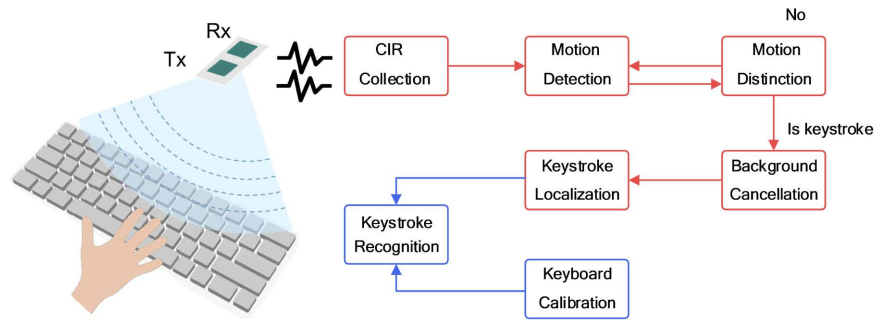 Rx
Tx
CIR
Collection
Motion
Detection
No
Motion
Distinction
Is keystroke
Background
Cancellation
Keystroke
Localization
Keystroke
Recognition
Keyboard
Calibration